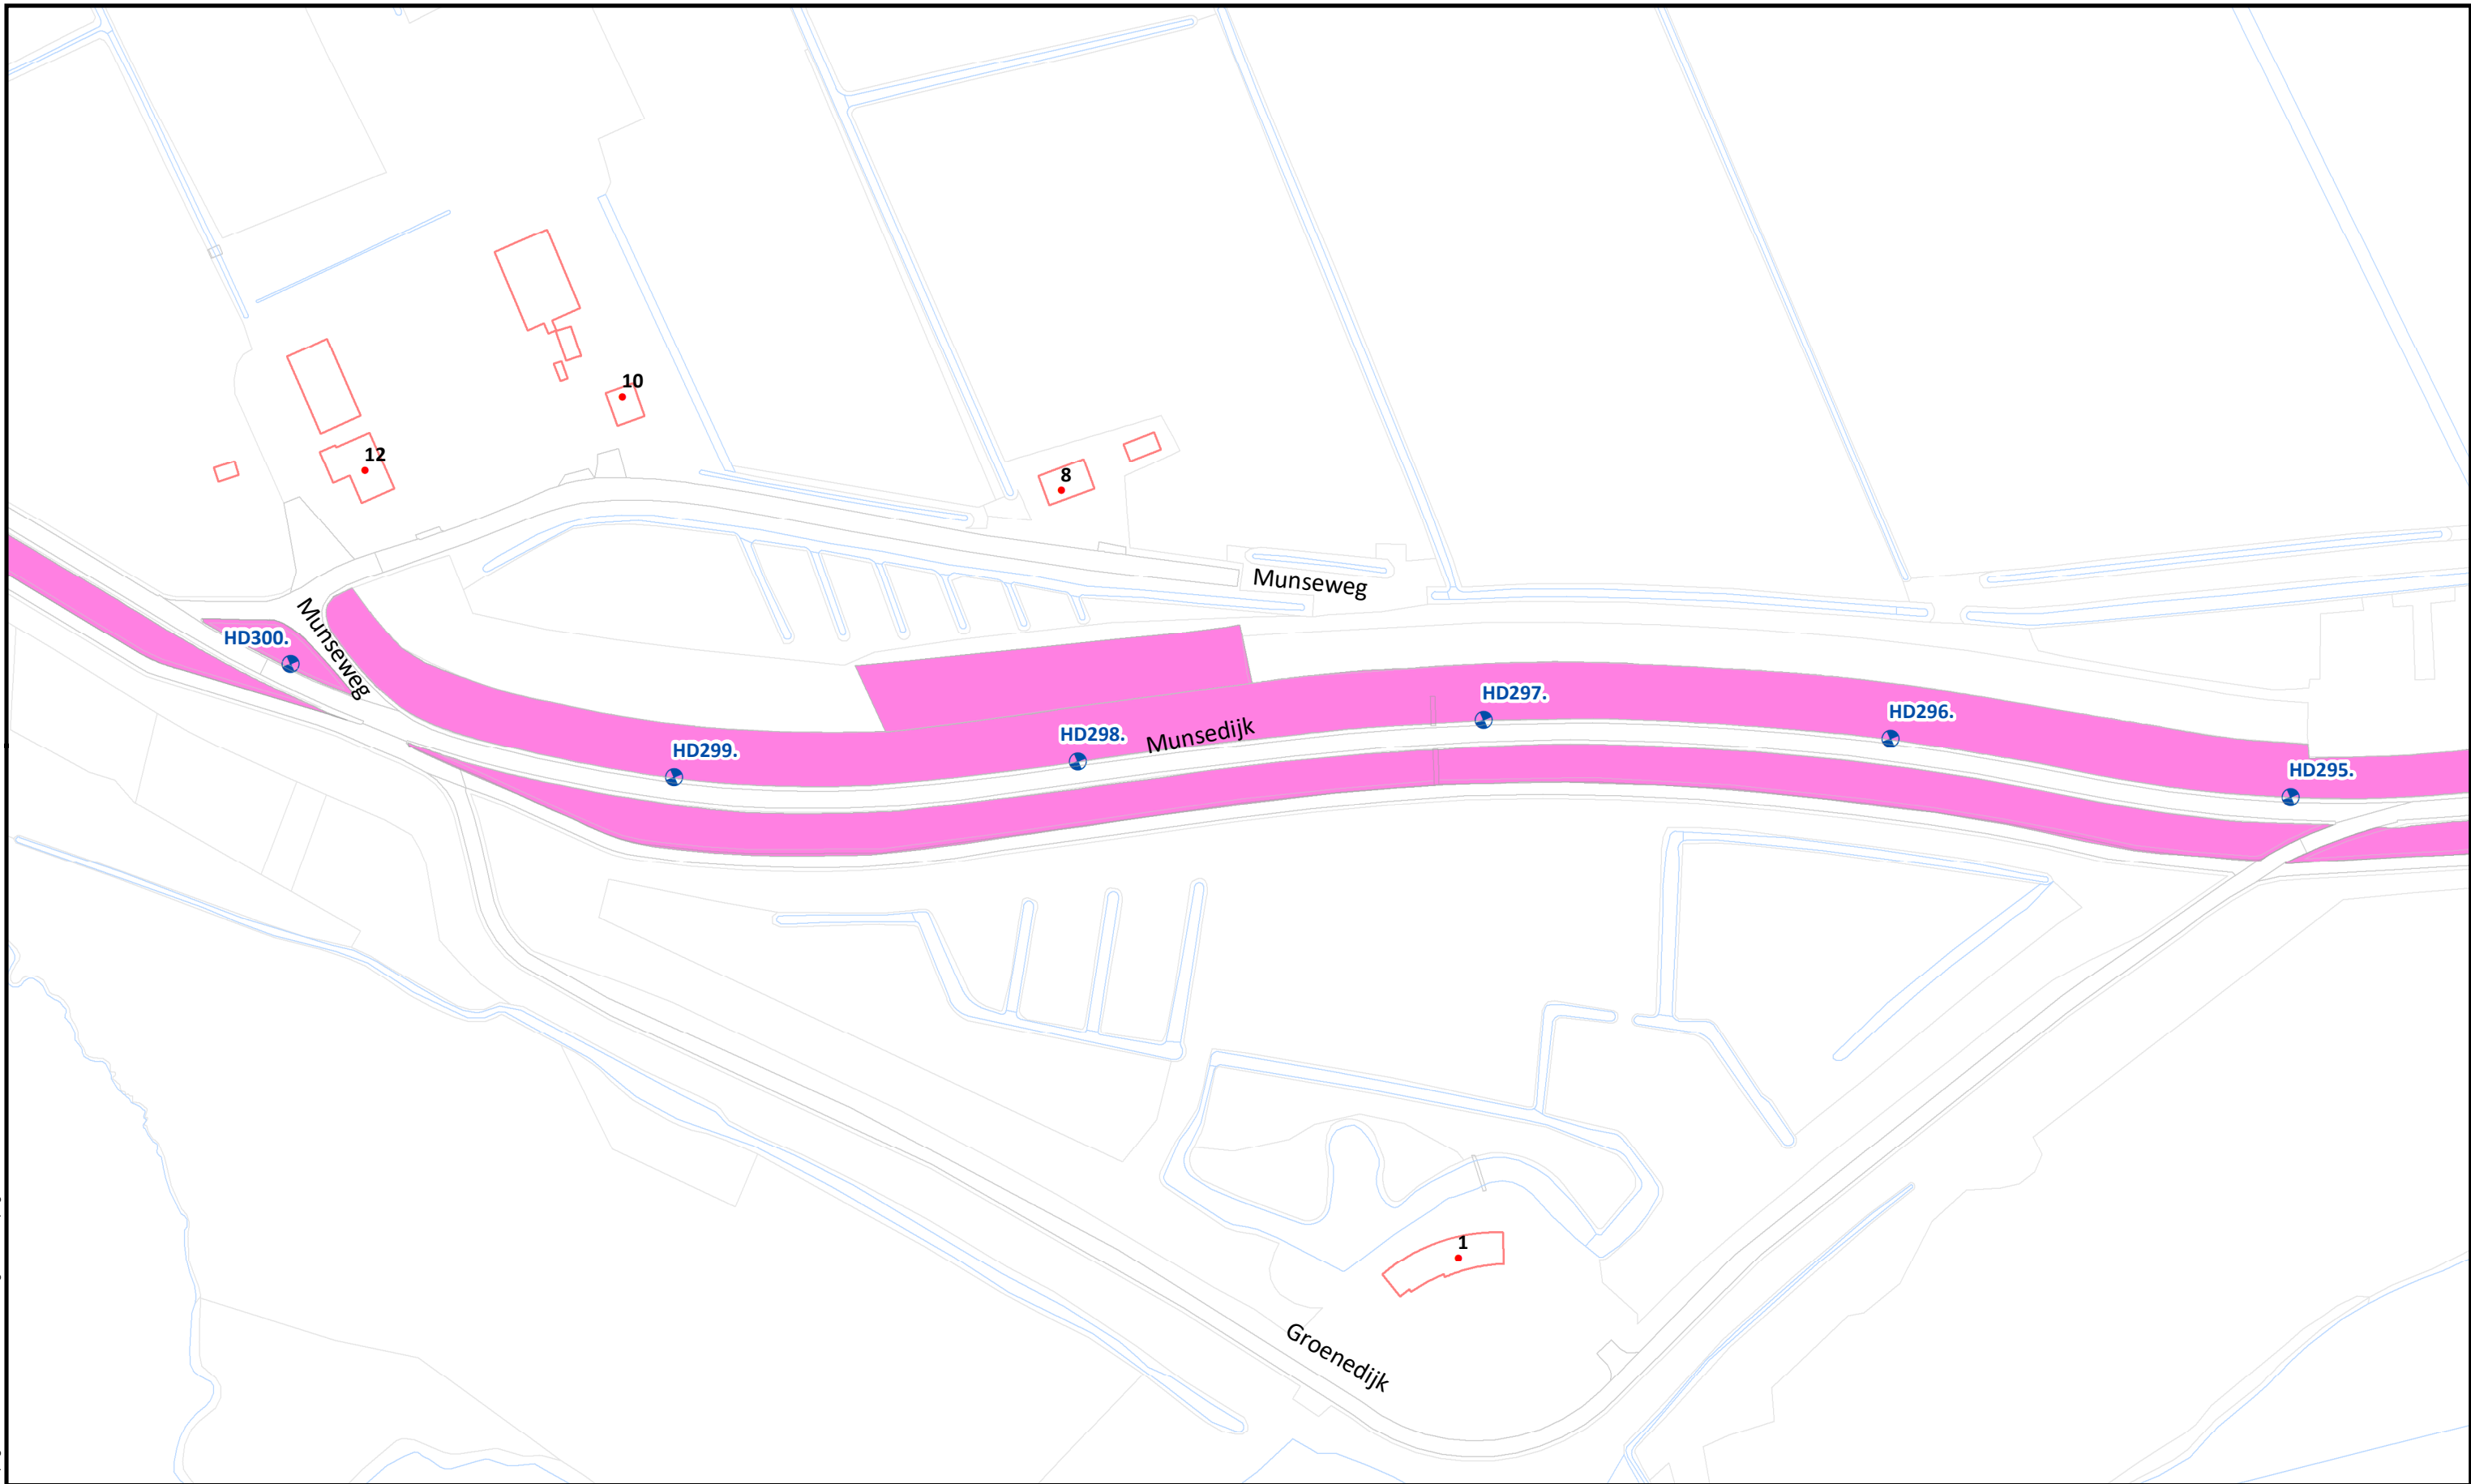 10
12
8
Munseweg
Munseweg
HD300.
HD297.
HD296.
HD298.
Munsedijk
HD299.
HD295.
1
Groenedijk